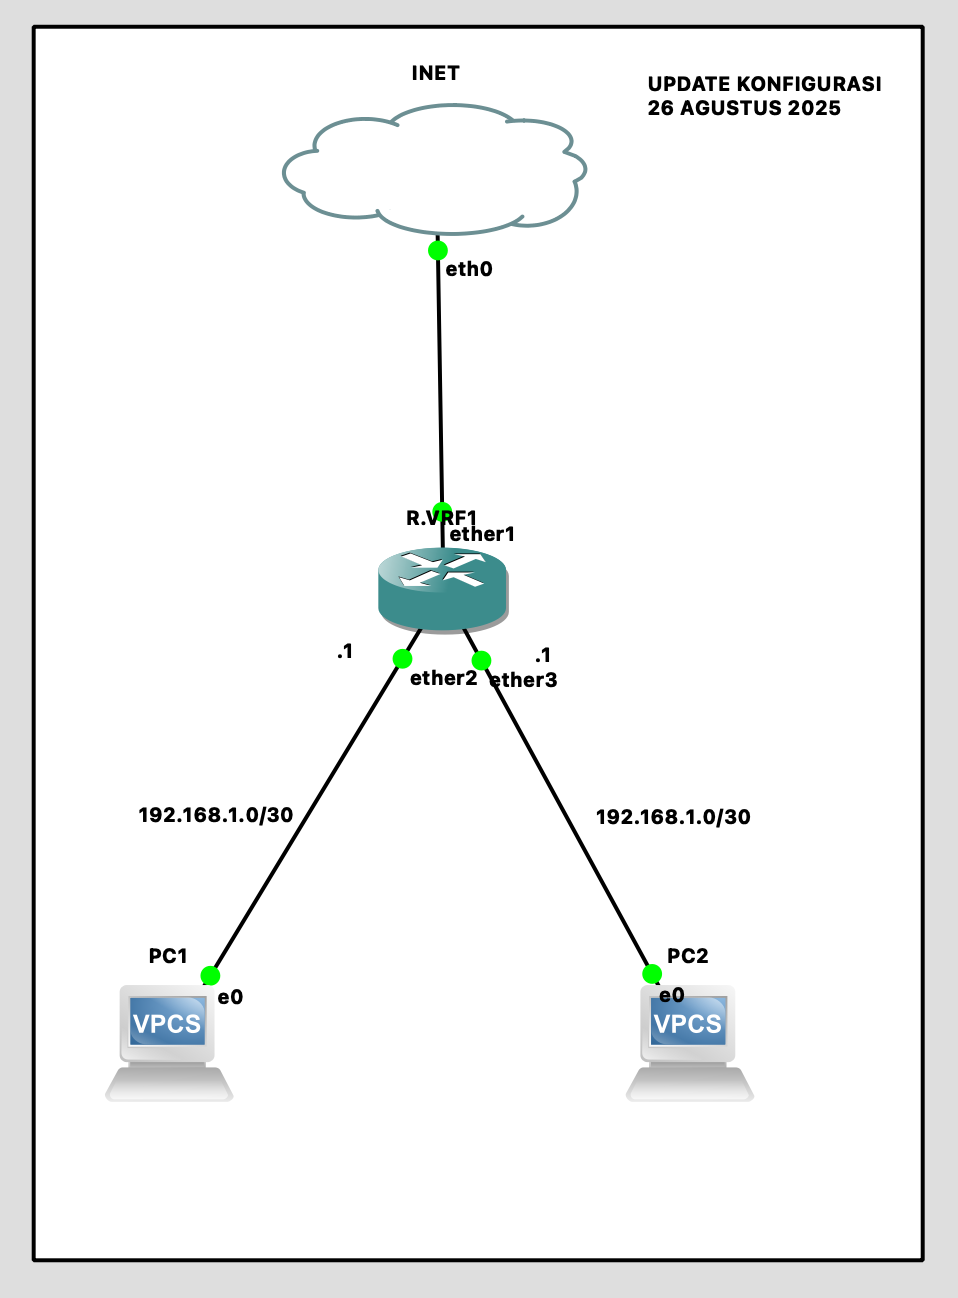 INET
UPDATE KONFIGURASI
26 AGUSTUS 2025
eth0
R.VRF1
ether1
.1
.1
ether2
ether3
192.168.1.0/30
192.168.1.0/30
PC1
PC2
e0
e0
VPCS
VPCS